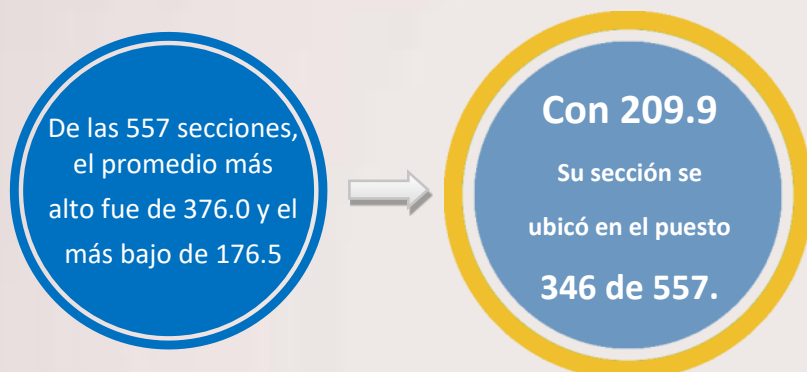 De las 557 secciones,
el promedio más
alto fue de 376.0 y el
más bajo de 176.5
Con 209.9
Su sección se
ubicó en el puesto
346 de 557.